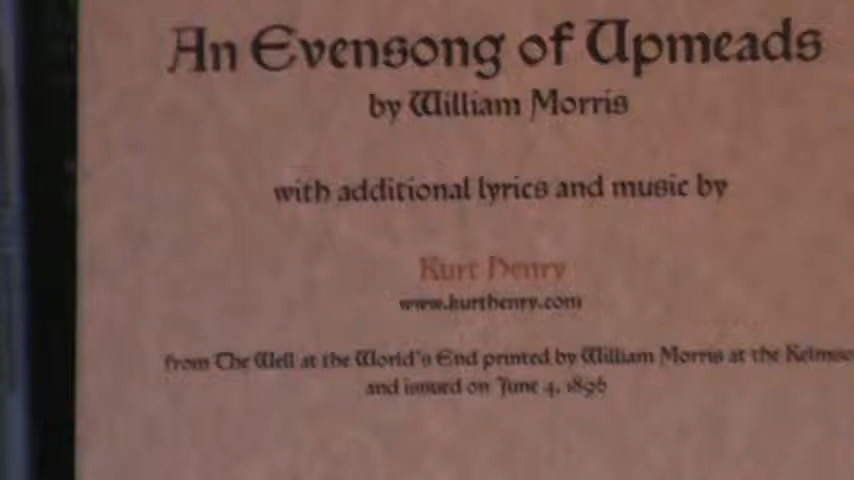 An Evensong of Upmeads
by William Morris
with additional lyrics and music by
Kurt Henry
www.kurthenry.com
from The Well at the World's End printed by William Morris at the Kelmsc
and issued on June 4, 1896